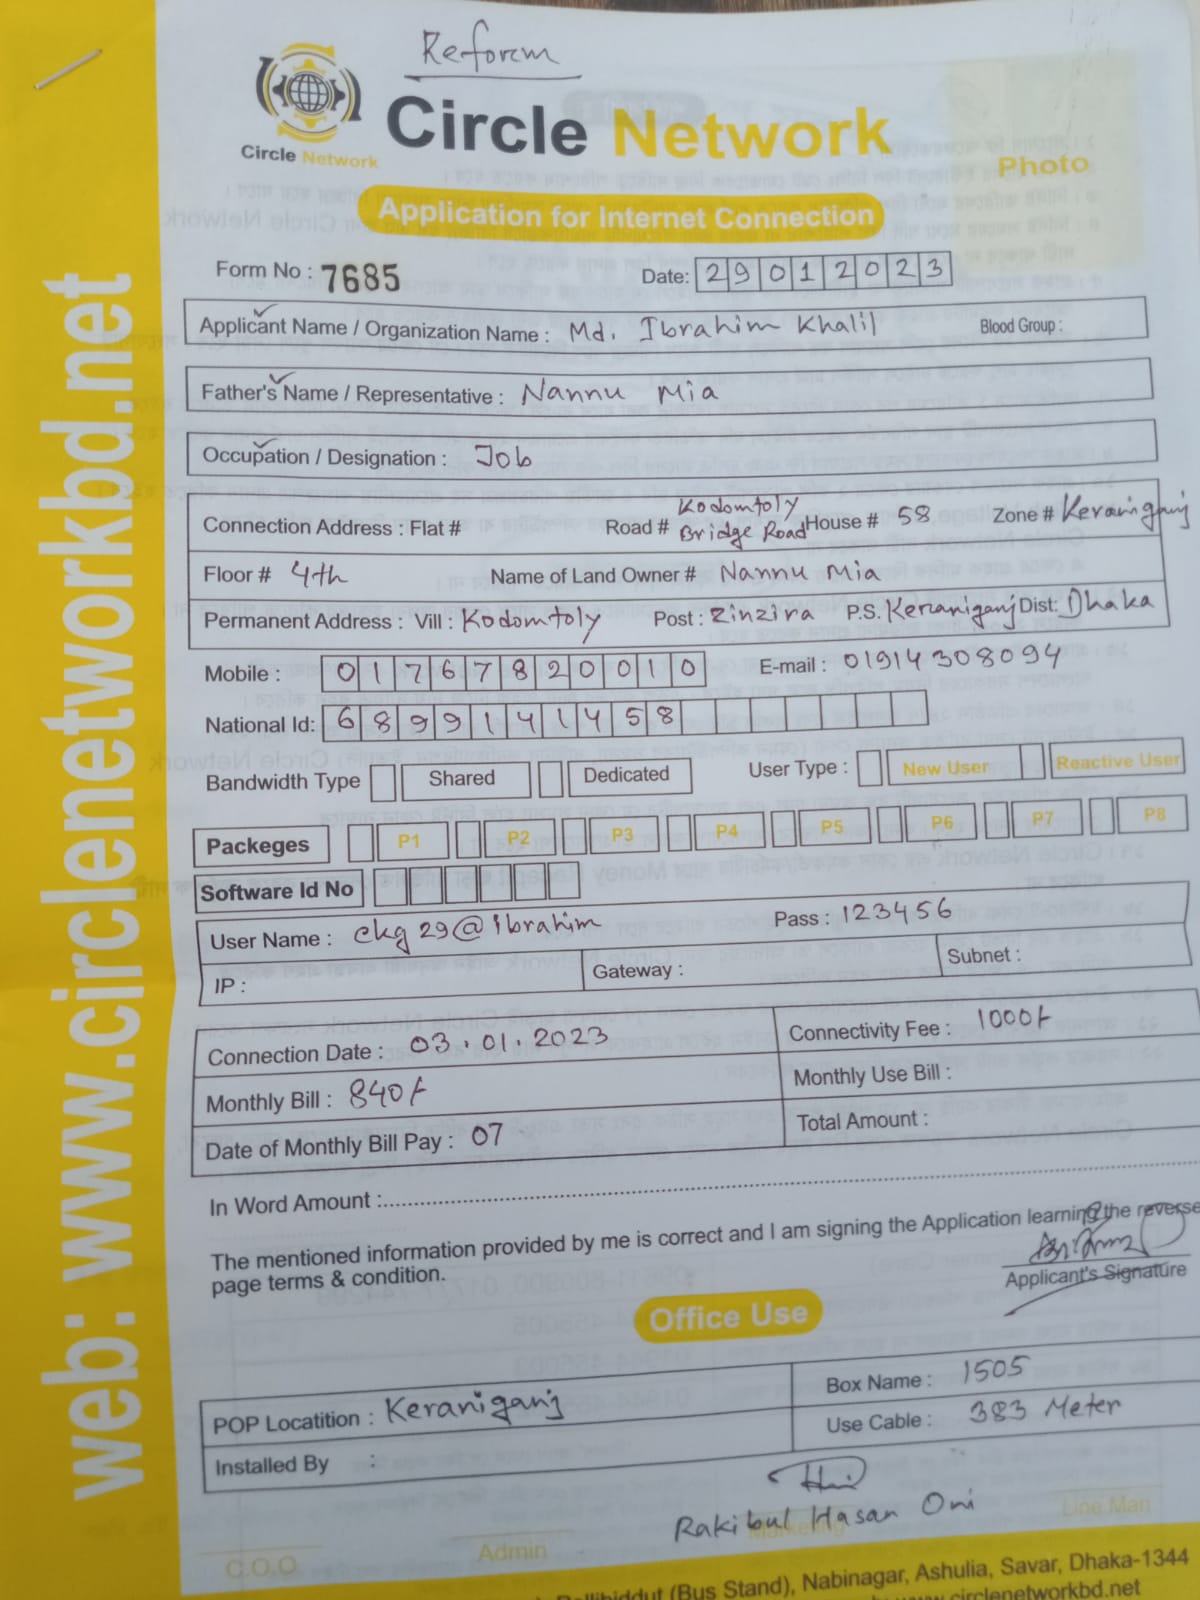 Reform
Circle Network
Circle Network
Photo
Application for Internet Connection
Form No : 7685
Date: 29012023
Applicant Name / Organization Name : Md. Ibrahim Khalil Blood Group :
Father's Name / Representative : Nannu Mia
Occupation / Designation : Job
Connection Address : Flat # Road # Kodomtoly Bridge Road House # 58 Zone # Keraniganj
Floor # 4th Name of Land Owner # Nannu Mia
Permanent Address : Vill : Kodomtoly Post : Zinzira P.S. Keraniganj Dist: Dhaka
Mobile : 01767820010 E-mail : 01914308094
National Id: 6899141458
Bandwidth Type Shared Dedicated User Type : New User Reactive User
Packeges P1 P2 P3 P4 P5 P6 P7 P8
Software Id No
User Name : ckg29@ibrahim Pass : 123456
IP : Gateway : Subnet :
Connection Date : 03.01.2023 Connectivity Fee : 1000/-
Monthly Bill : 840/- Monthly Use Bill :
Date of Monthly Bill Pay : 07 Total Amount :
In Word Amount :
The mentioned information provided by me is correct and I am signing the Application learning the reverse
page terms & condition.
Applicant's Signature
Office Use
POP Locatition : Keraniganj Box Name : 1505
Installed By : Use Cable : 383 Meter
Rakibul Hasan Oni
C.O.O Admin Marketing Line Man
(Bus Stand), Nabinagar, Ashulia, Savar, Dhaka-1344
www.circlenetworkbd.net
web: www.circlenetworkbd.net